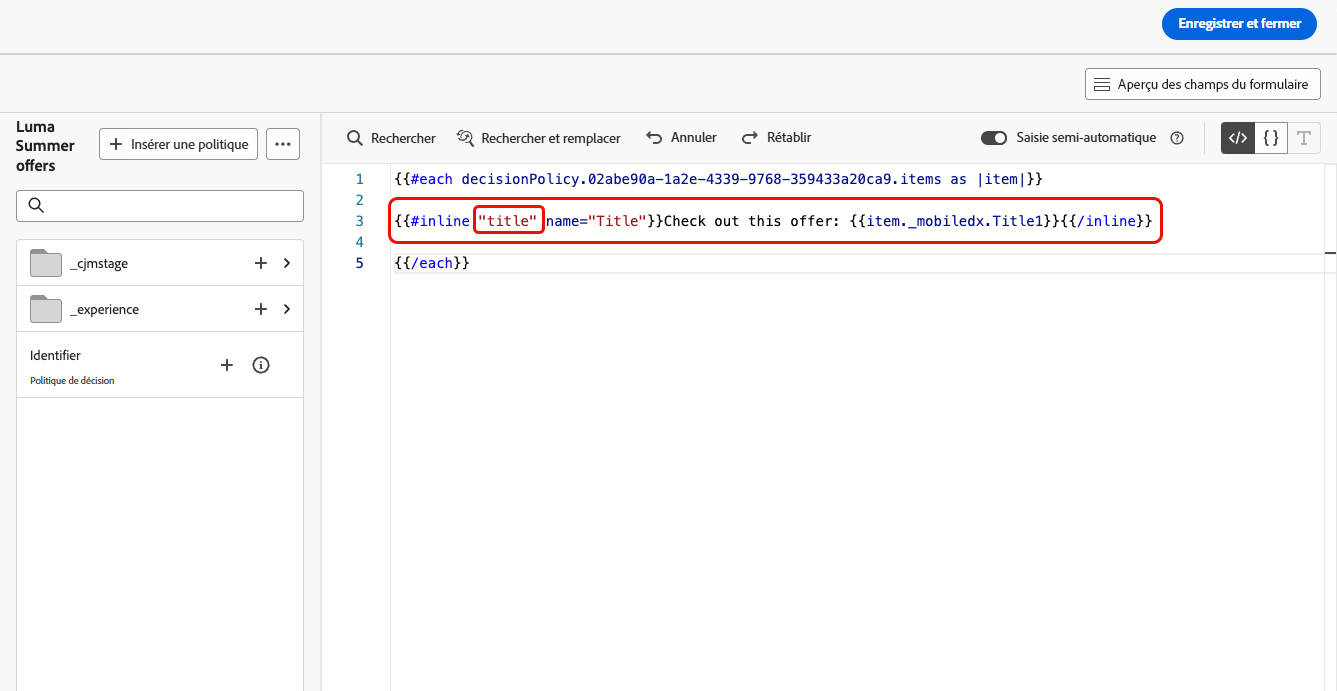 Enregistrer et fermer
Aperçu des champs du formulaire
Luma
Summer
offers
Insérer une politique
Rechercher
Rechercher et remplacer
Annuler
Rétablir
Saisie semi-automatique
_cjmstage
_experience
Identifier
Politique de décision
1 {{#each decisionPolicy.02abe90a-1a2e-4339-9768-359433a20ca9.items as |item|}}
2
3 {{#inline "title" name="Title"}}Check out this offer: {{item._mobiledx.Title1}}{{/inline}}
4
5 {{/each}}